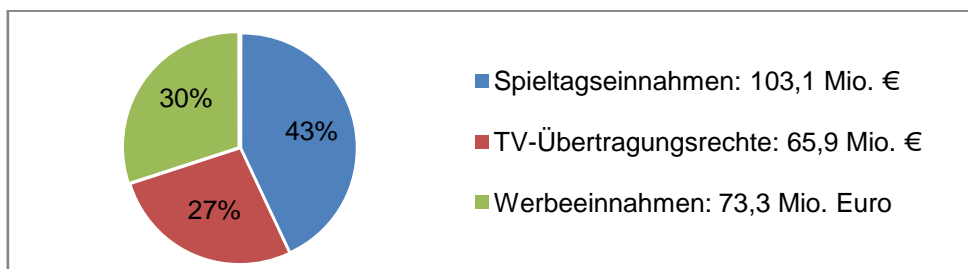 30%
43%
27%
Spieltagseinnahmen: 103,1 Mio. €
TV-Übertragungsrechte: 65,9 Mio. €
Werbeeinnahmen: 73,3 Mio. Euro